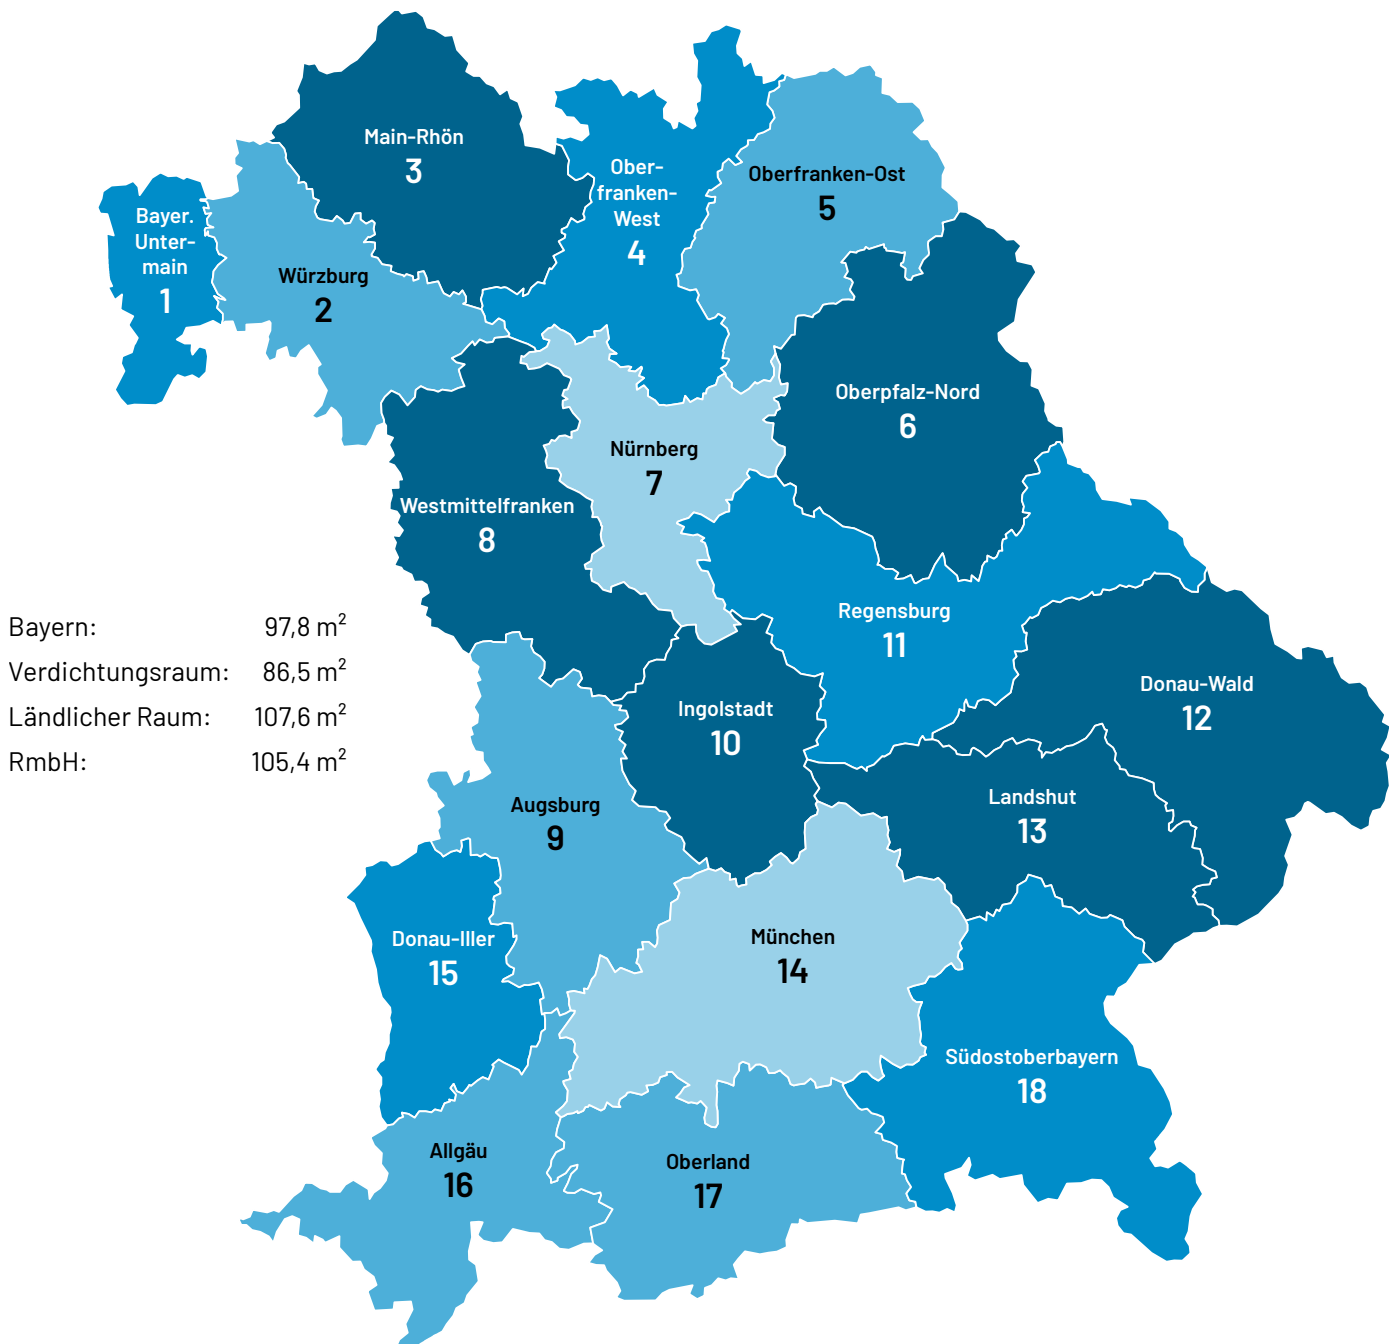 Main-Rhön
3
Ober-
franken-
West
4
Oberfranken-Ost
5
Bayer.
Unter-
main
1
Würzburg
2
Oberpfalz-Nord
6
Nürnberg
7
Westmittelfranken
8
Regensburg
11
Bayern: 97,8 m²
Verdichtungsraum: 86,5 m²
Ländlicher Raum: 107,6 m²
RmbH: 105,4 m²
Donau-Wald
12
Ingolstadt
10
Landshut
13
Augsburg
9
Donau-Iller
15
München
14
Südostoberbayern
18
Allgäu
16
Oberland
17